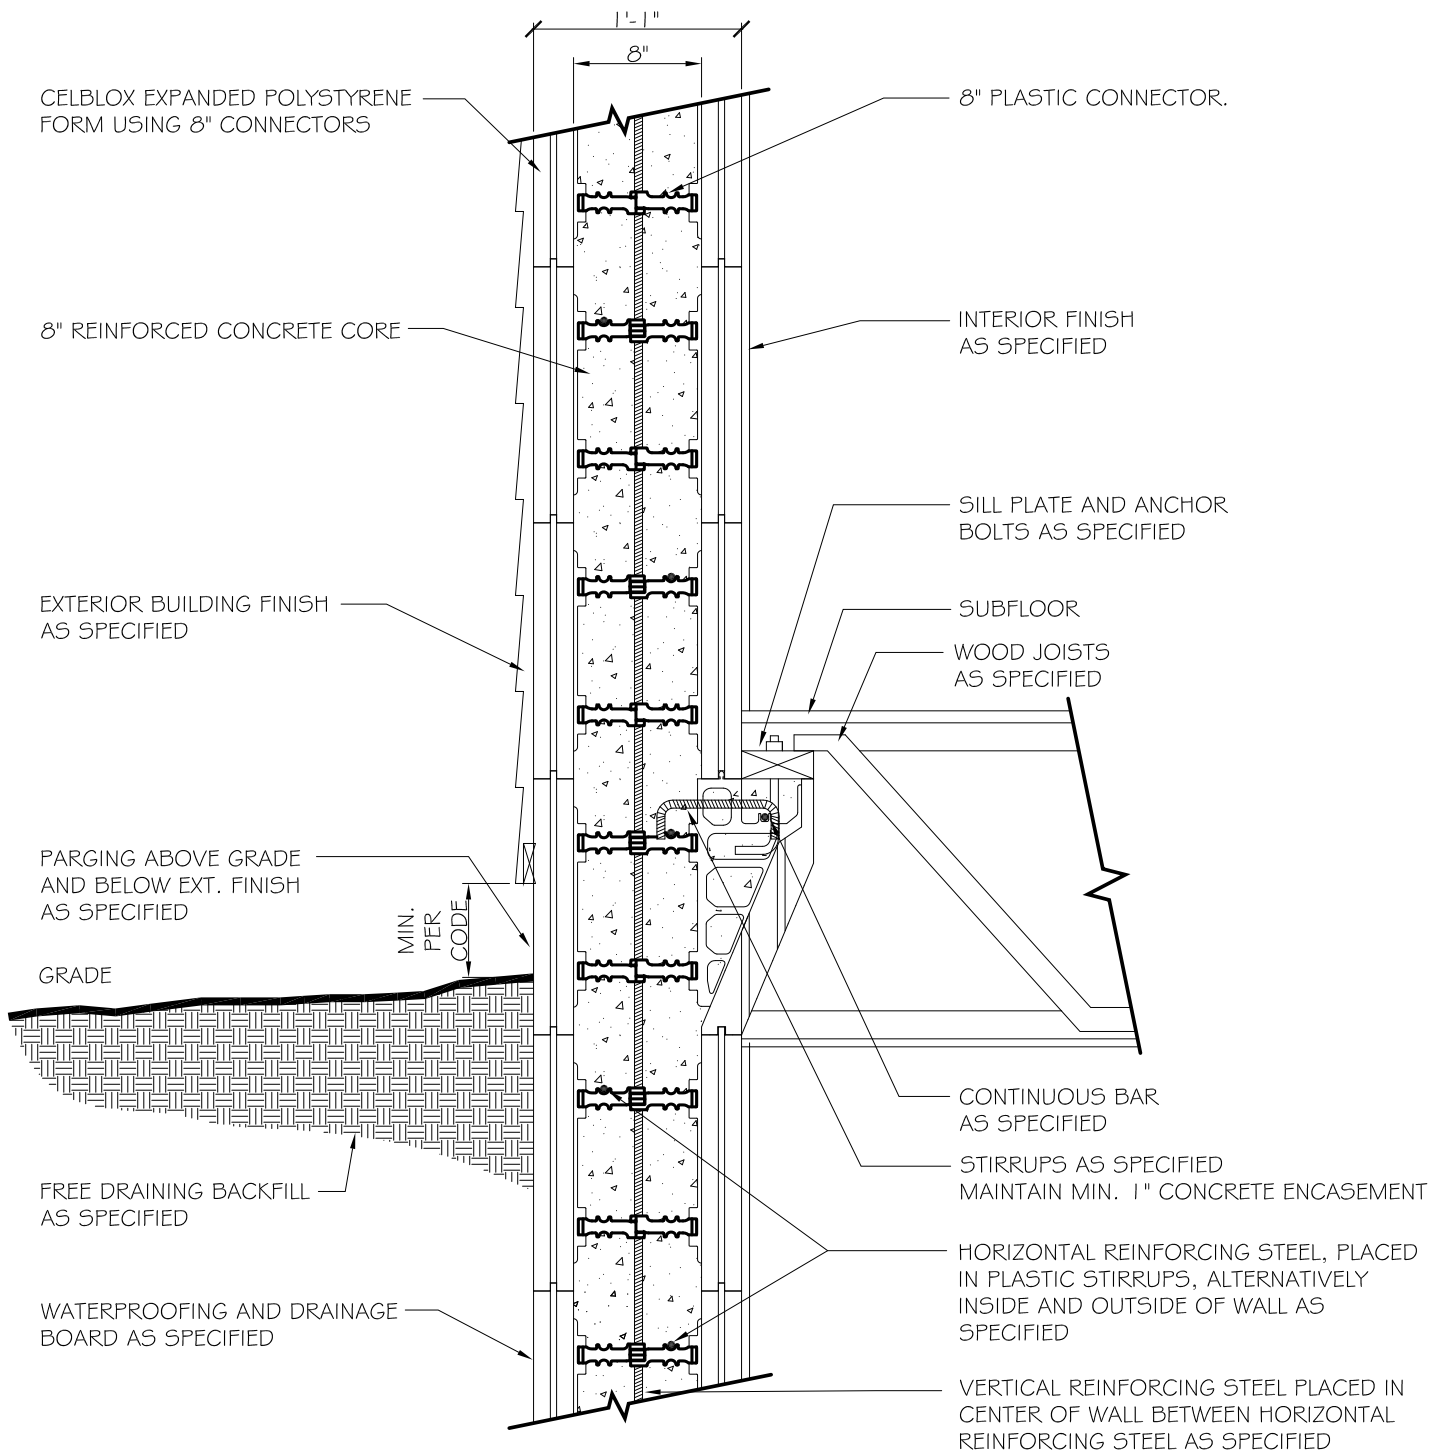 1'-1"
8"
CELBLOX EXPANDED POLYSTYRENE
FORM USING 8" CONNECTORS
8" PLASTIC CONNECTOR.
8" REINFORCED CONCRETE CORE
INTERIOR FINISH
AS SPECIFIED
SILL PLATE AND ANCHOR
BOLTS AS SPECIFIED
EXTERIOR BUILDING FINISH
AS SPECIFIED
SUBFLOOR
WOOD JOISTS
AS SPECIFIED
PARGING ABOVE GRADE
AND BELOW EXT. FINISH
AS SPECIFIED
MIN.
PER
CODE
GRADE
CONTINUOUS BAR
AS SPECIFIED
STIRRUPS AS SPECIFIED
MAINTAIN MIN. 1" CONCRETE ENCASEMENT
FREE DRAINING BACKFILL
AS SPECIFIED
HORIZONTAL REINFORCING STEEL, PLACED
IN PLASTIC STIRRUPS, ALTERNATIVELY
INSIDE AND OUTSIDE OF WALL AS
SPECIFIED
WATERPROOFING AND DRAINAGE
BOARD AS SPECIFIED
VERTICAL REINFORCING STEEL PLACED IN
CENTER OF WALL BETWEEN HORIZONTAL
REINFORCING STEEL AS SPECIFIED